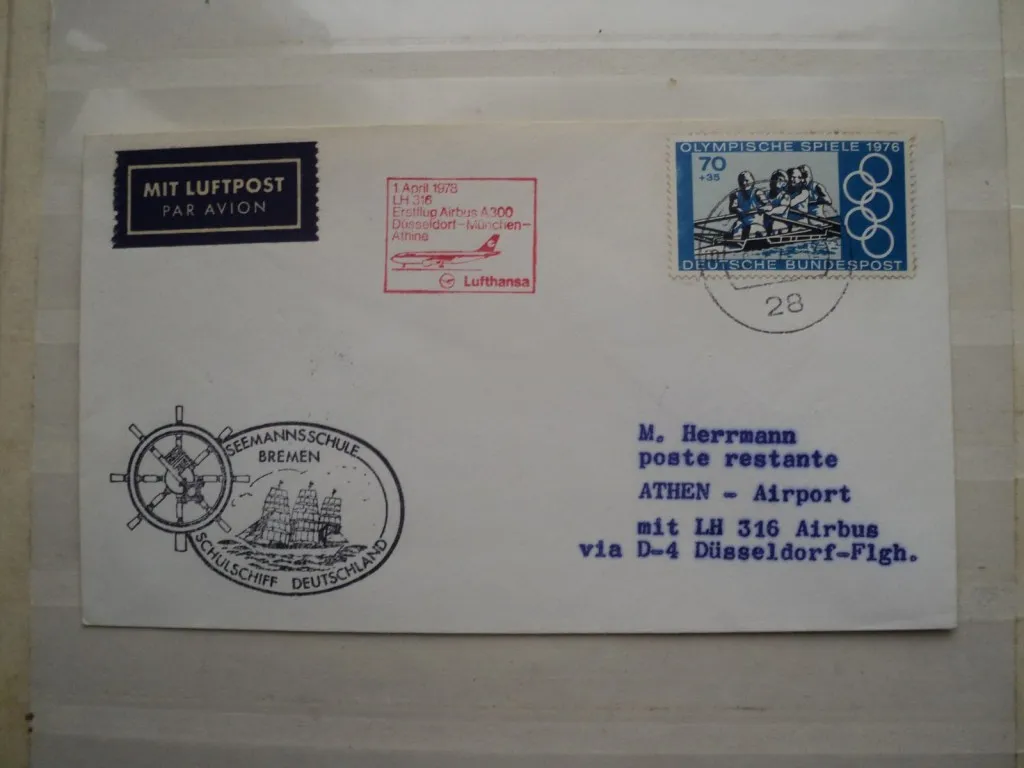 MIT LUFTPOST
PAR AVION
1. April 1978
LH 316
Erstflug Airbus A300
Düsseldorf-München-
Athine
Lufthansa
OLYMPISCHE SPIELE 1976
70
+35
DEUTSCHE BUNDESPOST
28
SEEMANNSSCHULE
BREMEN
SCHULSCHIFF DEUTSCHLAND
M. Herrmann
poste restante
ATHEN - Airport
mit LH 316 Airbus
via D-4 Düsseldorf-Flgh.